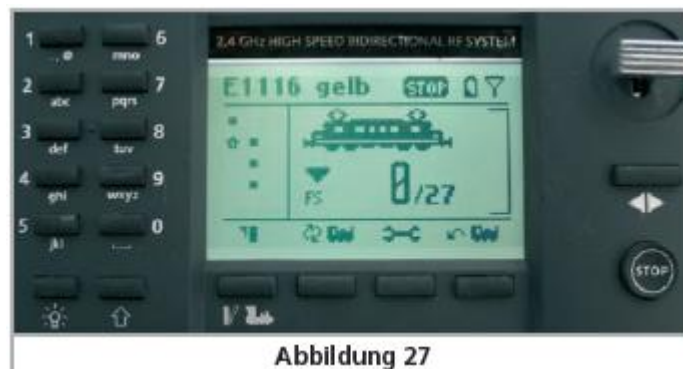 2,4 GHz HIGH SPEED BIDIRECTIONAL RF SYSTEM
E1116 gelb STOP
FS 0/27
1 6
. @ mno
2 7
abc pqrs
3 8
def tuv
4 9
ghi wxyz
5 0
jkl
STOP
Abbildung 27